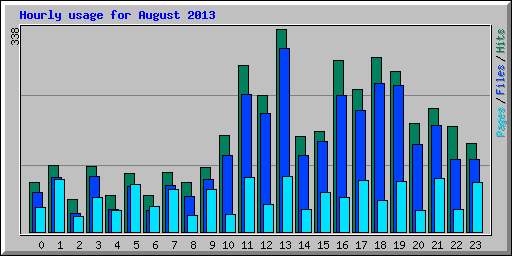 Hourly usage for August 2013
338
Pages/Files/Hits
0 1 2 3 4 5 6 7 8 9 10 11 12 13 14 15 16 17 18 19 20 21 22 23